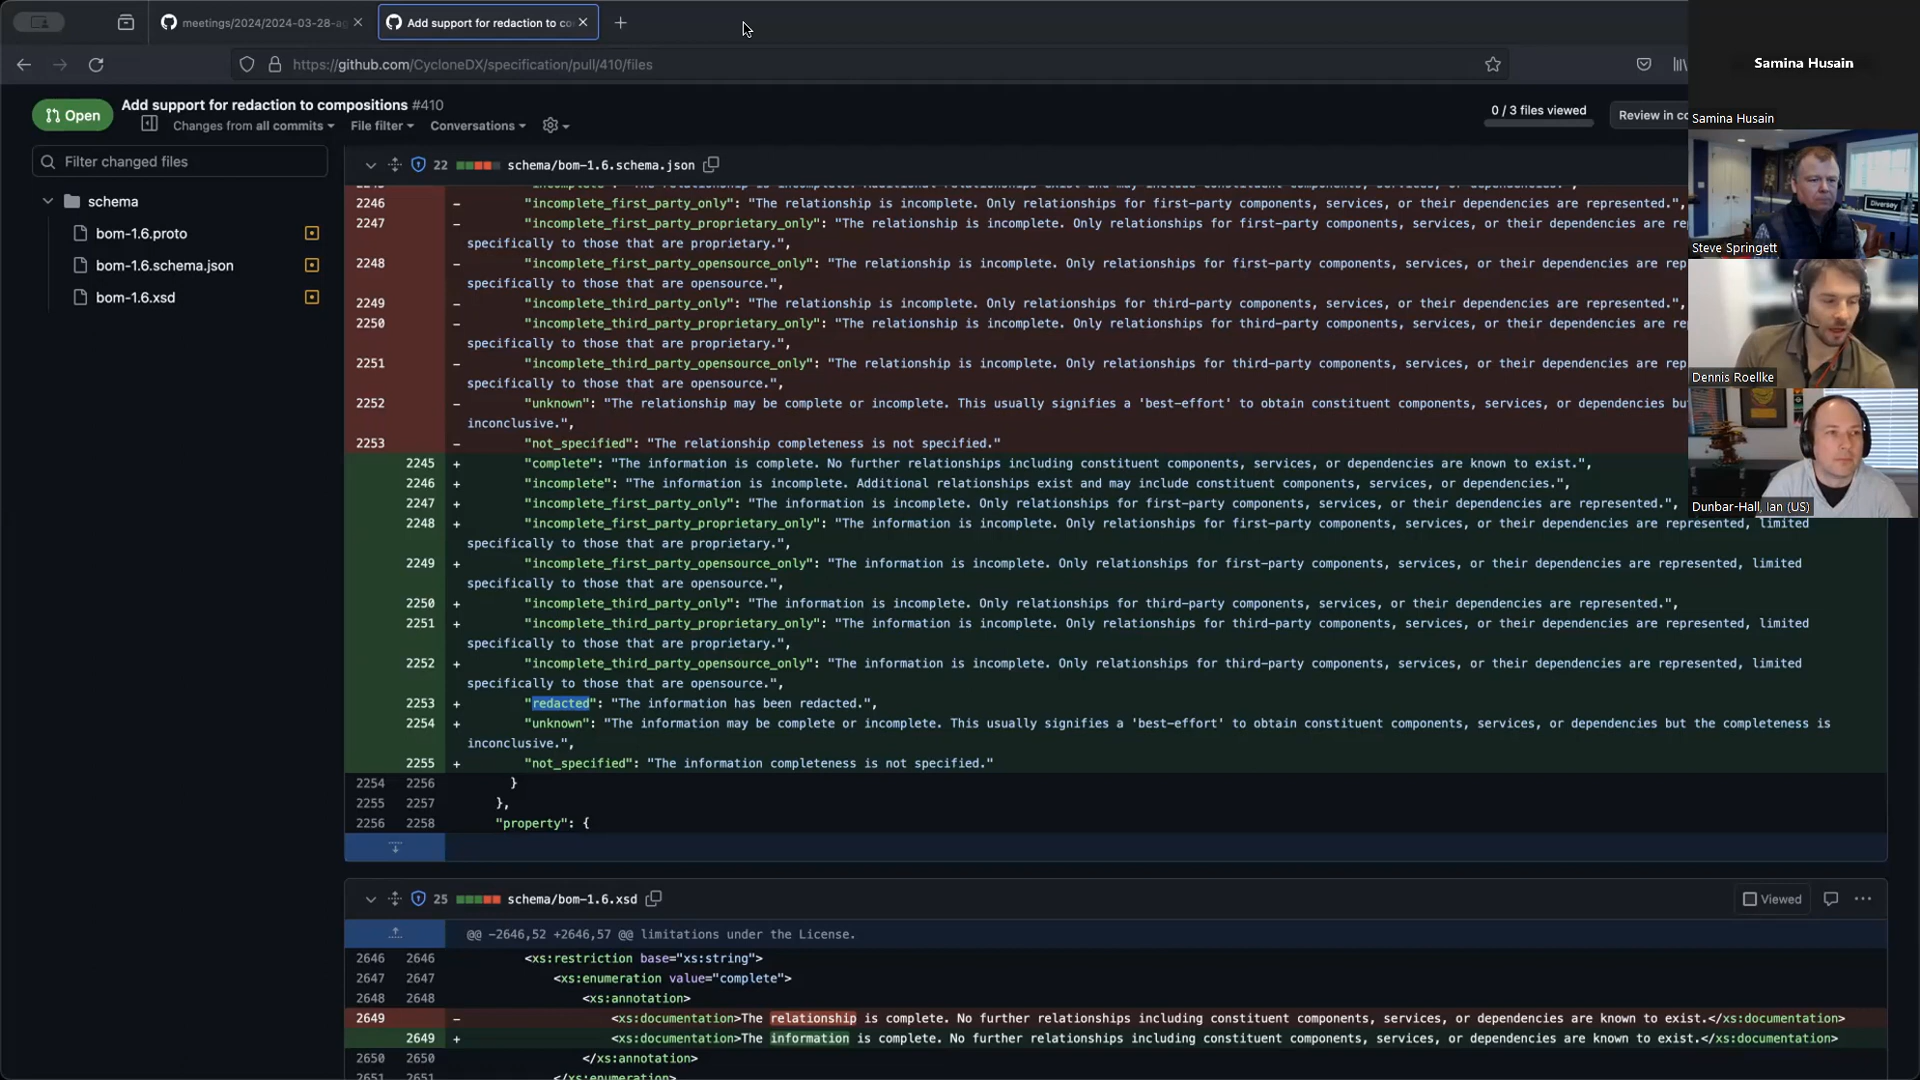 meetings/2024/2024-03-28-ag
Add support for redaction to co
https://github.com/CycloneDX/specification/pull/410/files
Open
Add support for redaction to compositions #410
Changes from all commits
File filter
Conversations
0 / 3 files viewed
Review in co
Filter changed files
schema
bom-1.6.proto
bom-1.6.schema.json
bom-1.6.xsd
22 schema/bom-1.6.schema.json
2246 – "incomplete_first_party_only": "The relationship is incomplete. Only relationships for first-party components, services, or their dependencies are represented.",
2247 – "incomplete_first_party_proprietary_only": "The relationship is incomplete. Only relationships for first-party components, services, or their dependencies are re
specifically to those that are proprietary.",
2248 – "incomplete_first_party_opensource_only": "The relationship is incomplete. Only relationships for first-party components, services, or their dependencies are rep
specifically to those that are opensource.",
2249 – "incomplete_third_party_only": "The relationship is incomplete. Only relationships for third-party components, services, or their dependencies are represented.",
2250 – "incomplete_third_party_proprietary_only": "The relationship is incomplete. Only relationships for third-party components, services, or their dependencies are re
specifically to those that are proprietary.",
2251 – "incomplete_third_party_opensource_only": "The relationship is incomplete. Only relationships for third-party components, services, or their dependencies are rep
specifically to those that are opensource.",
2252 – "unknown": "The relationship may be complete or incomplete. This usually signifies a 'best-effort' to obtain constituent components, services, or dependencies bu
inconclusive.",
2253 – "not_specified": "The relationship completeness is not specified."
2245 + "complete": "The information is complete. No further relationships including constituent components, services, or dependencies are known to exist.",
2246 + "incomplete": "The information is incomplete. Additional relationships exist and may include constituent components, services, or dependencies.",
2247 + "incomplete_first_party_only": "The information is incomplete. Only relationships for first-party components, services, or their dependencies are represented.",
2248 + "incomplete_first_party_proprietary_only": "The information is incomplete. Only relationships for first-party components, services, or their dependencies are represented, limited
specifically to those that are proprietary.",
2249 + "incomplete_first_party_opensource_only": "The information is incomplete. Only relationships for first-party components, services, or their dependencies are represented, limited
specifically to those that are opensource.",
2250 + "incomplete_third_party_only": "The information is incomplete. Only relationships for third-party components, services, or their dependencies are represented.",
2251 + "incomplete_third_party_proprietary_only": "The information is incomplete. Only relationships for third-party components, services, or their dependencies are represented, limited
specifically to those that are proprietary.",
2252 + "incomplete_third_party_opensource_only": "The information is incomplete. Only relationships for third-party components, services, or their dependencies are represented, limited
specifically to those that are opensource.",
2253 + "redacted": "The information has been redacted.",
2254 + "unknown": "The information may be complete or incomplete. This usually signifies a 'best-effort' to obtain constituent components, services, or dependencies but the completeness is
inconclusive.",
2255 + "not_specified": "The information completeness is not specified."
2254 2256 }
2255 2257 },
2256 2258 "property": {
25 schema/bom-1.6.xsd
Viewed
@@ -2646,52 +2646,57 @@ limitations under the License.
2646 2646 <xs:restriction base="xs:string">
2647 2647 <xs:enumeration value="complete">
2648 2648 <xs:annotation>
2649 – <xs:documentation>The relationship is complete. No further relationships including constituent components, services, or dependencies are known to exist.</xs:documentation>
2649 + <xs:documentation>The information is complete. No further relationships including constituent components, services, or dependencies are known to exist.</xs:documentation>
2650 2650 </xs:annotation>
2651 2651 </xs:enumeration>
Samina Husain
Samina Husain
Diversey
Steve Springett
Dennis Roellke
Dunbar-Hall, Ian (US)